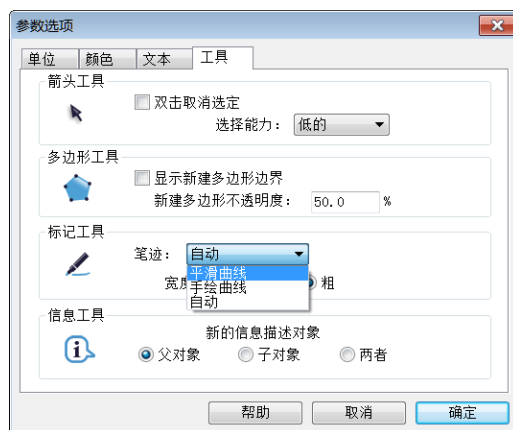 参数选项
单位 颜色 文本 工具
箭头工具
双击取消选定
选择能力： 低的
多边形工具
显示新建多边形边界
新建多边形不透明度： 50.0 %
标记工具
笔迹： 自动
平滑曲线
手绘曲线
自动
宽度 粗
信息工具
新的信息描述对象
父对象 子对象 两者
帮助 取消 确定